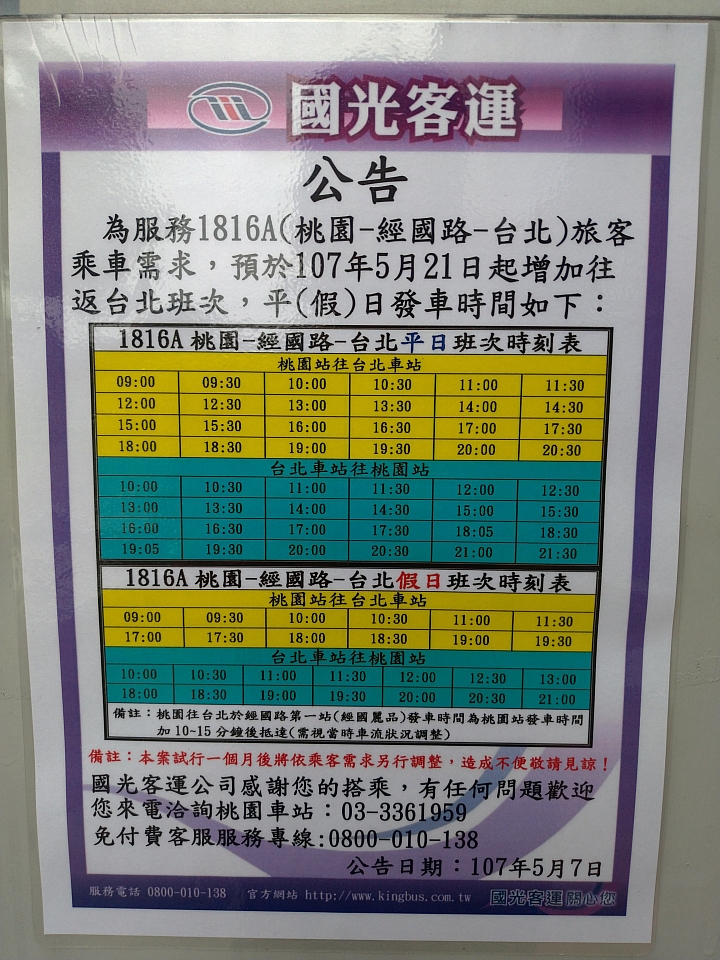 國光客運
公告
為服務1816A(桃園-經國路-台北)旅客
乘車需求，預於107年5月21日起增加往
返台北班次，平(假)日發車時間如下：
1816A 桃園-經國路-台北平日班次時刻表
桃園站往台北車站
09:00 09:30 10:00 10:30 11:00 11:30
12:00 12:30 13:00 13:30 14:00 14:30
15:00 15:30 16:00 16:30 17:00 17:30
18:00 18:30 19:00 19:30 20:00 20:30
台北車站往桃園站
10:00 10:30 11:00 11:30 12:00 12:30
13:00 13:30 14:00 14:30 15:00 15:30
16:00 16:30 17:00 17:30 18:05 18:30
19:05 19:30 20:00 20:30 21:00 21:30
1816A 桃園-經國路-台北假日班次時刻表
桃園站往台北車站
09:00 09:30 10:00 10:30 11:00 11:30
17:00 17:30 18:00 18:30 19:00 19:30
台北車站往桃園站
10:00 10:30 11:00 11:30 12:00 12:30 13:00
18:00 18:30 19:00 19:30 20:00 20:30 21:00
備註：桃園往台北於經國路第一站(經國麗品)發車時間為桃園站發車時間
加 10~15 分鐘後抵達(需視當時車流狀況調整)
備註：本案試行一個月後將依乘客需求另行調整，造成不便敬請見諒！
國光客運公司感謝您的搭乘，有任何問題歡迎
您來電洽詢桃園車站：03-3361959
免付費客服服務專線:0800-010-138
公告日期：107年5月7日
服務電話 0800-010-138 官方網站 http://www.kingbus.com.tw 國光客運 關心您